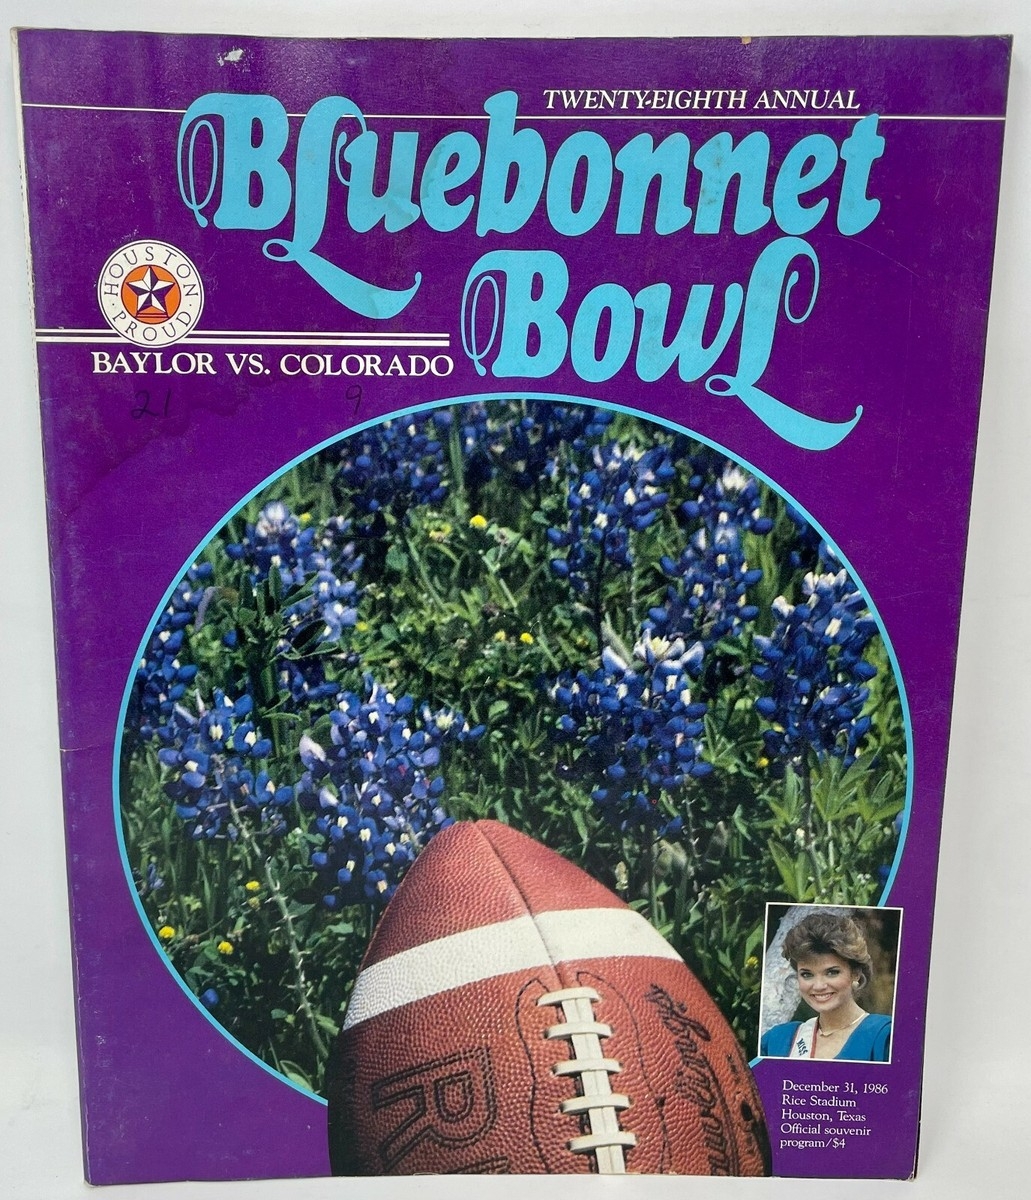 TWENTY-EIGHTH ANNUAL
Bluebonnet
Bowl
HOUSTON
PROUD
BAYLOR VS. COLORADO
21 9
MISS
December 31, 1986
Rice Stadium
Houston, Texas
Official souvenir
program/$4